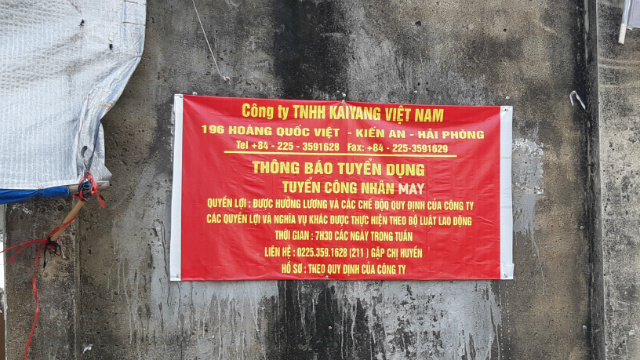 Công ty TNHH KAIYANG VIỆT NAM
196 HOÀNG QUỐC VIỆT - KIẾN AN - HẢI PHÒNG
Tel +84 - 225 - 3591628 Fax: +84 - 225-3591629
THÔNG BÁO TUYỂN DỤNG
TUYỂN CÔNG NHÂN MAY
QUYỀN LỢI : ĐƯỢC HƯỞNG LƯƠNG VÀ CÁC CHẾ ĐỘ QUY ĐỊNH CỦA CÔNG TY
CÁC QUYỀN LỢI VÀ NGHĨA VỤ KHÁC ĐƯỢC THỰC HIỆN THEO BỘ LUẬT LAO ĐỘNG
THỜI GIAN : 7H30 CÁC NGÀY TRONG TUẦN
LIÊN HỆ : 0225.359.1628 (211 ) GẶP CHỊ HUYỀN
HỒ SƠ : THEO QUY ĐỊNH CỦA CÔNG TY